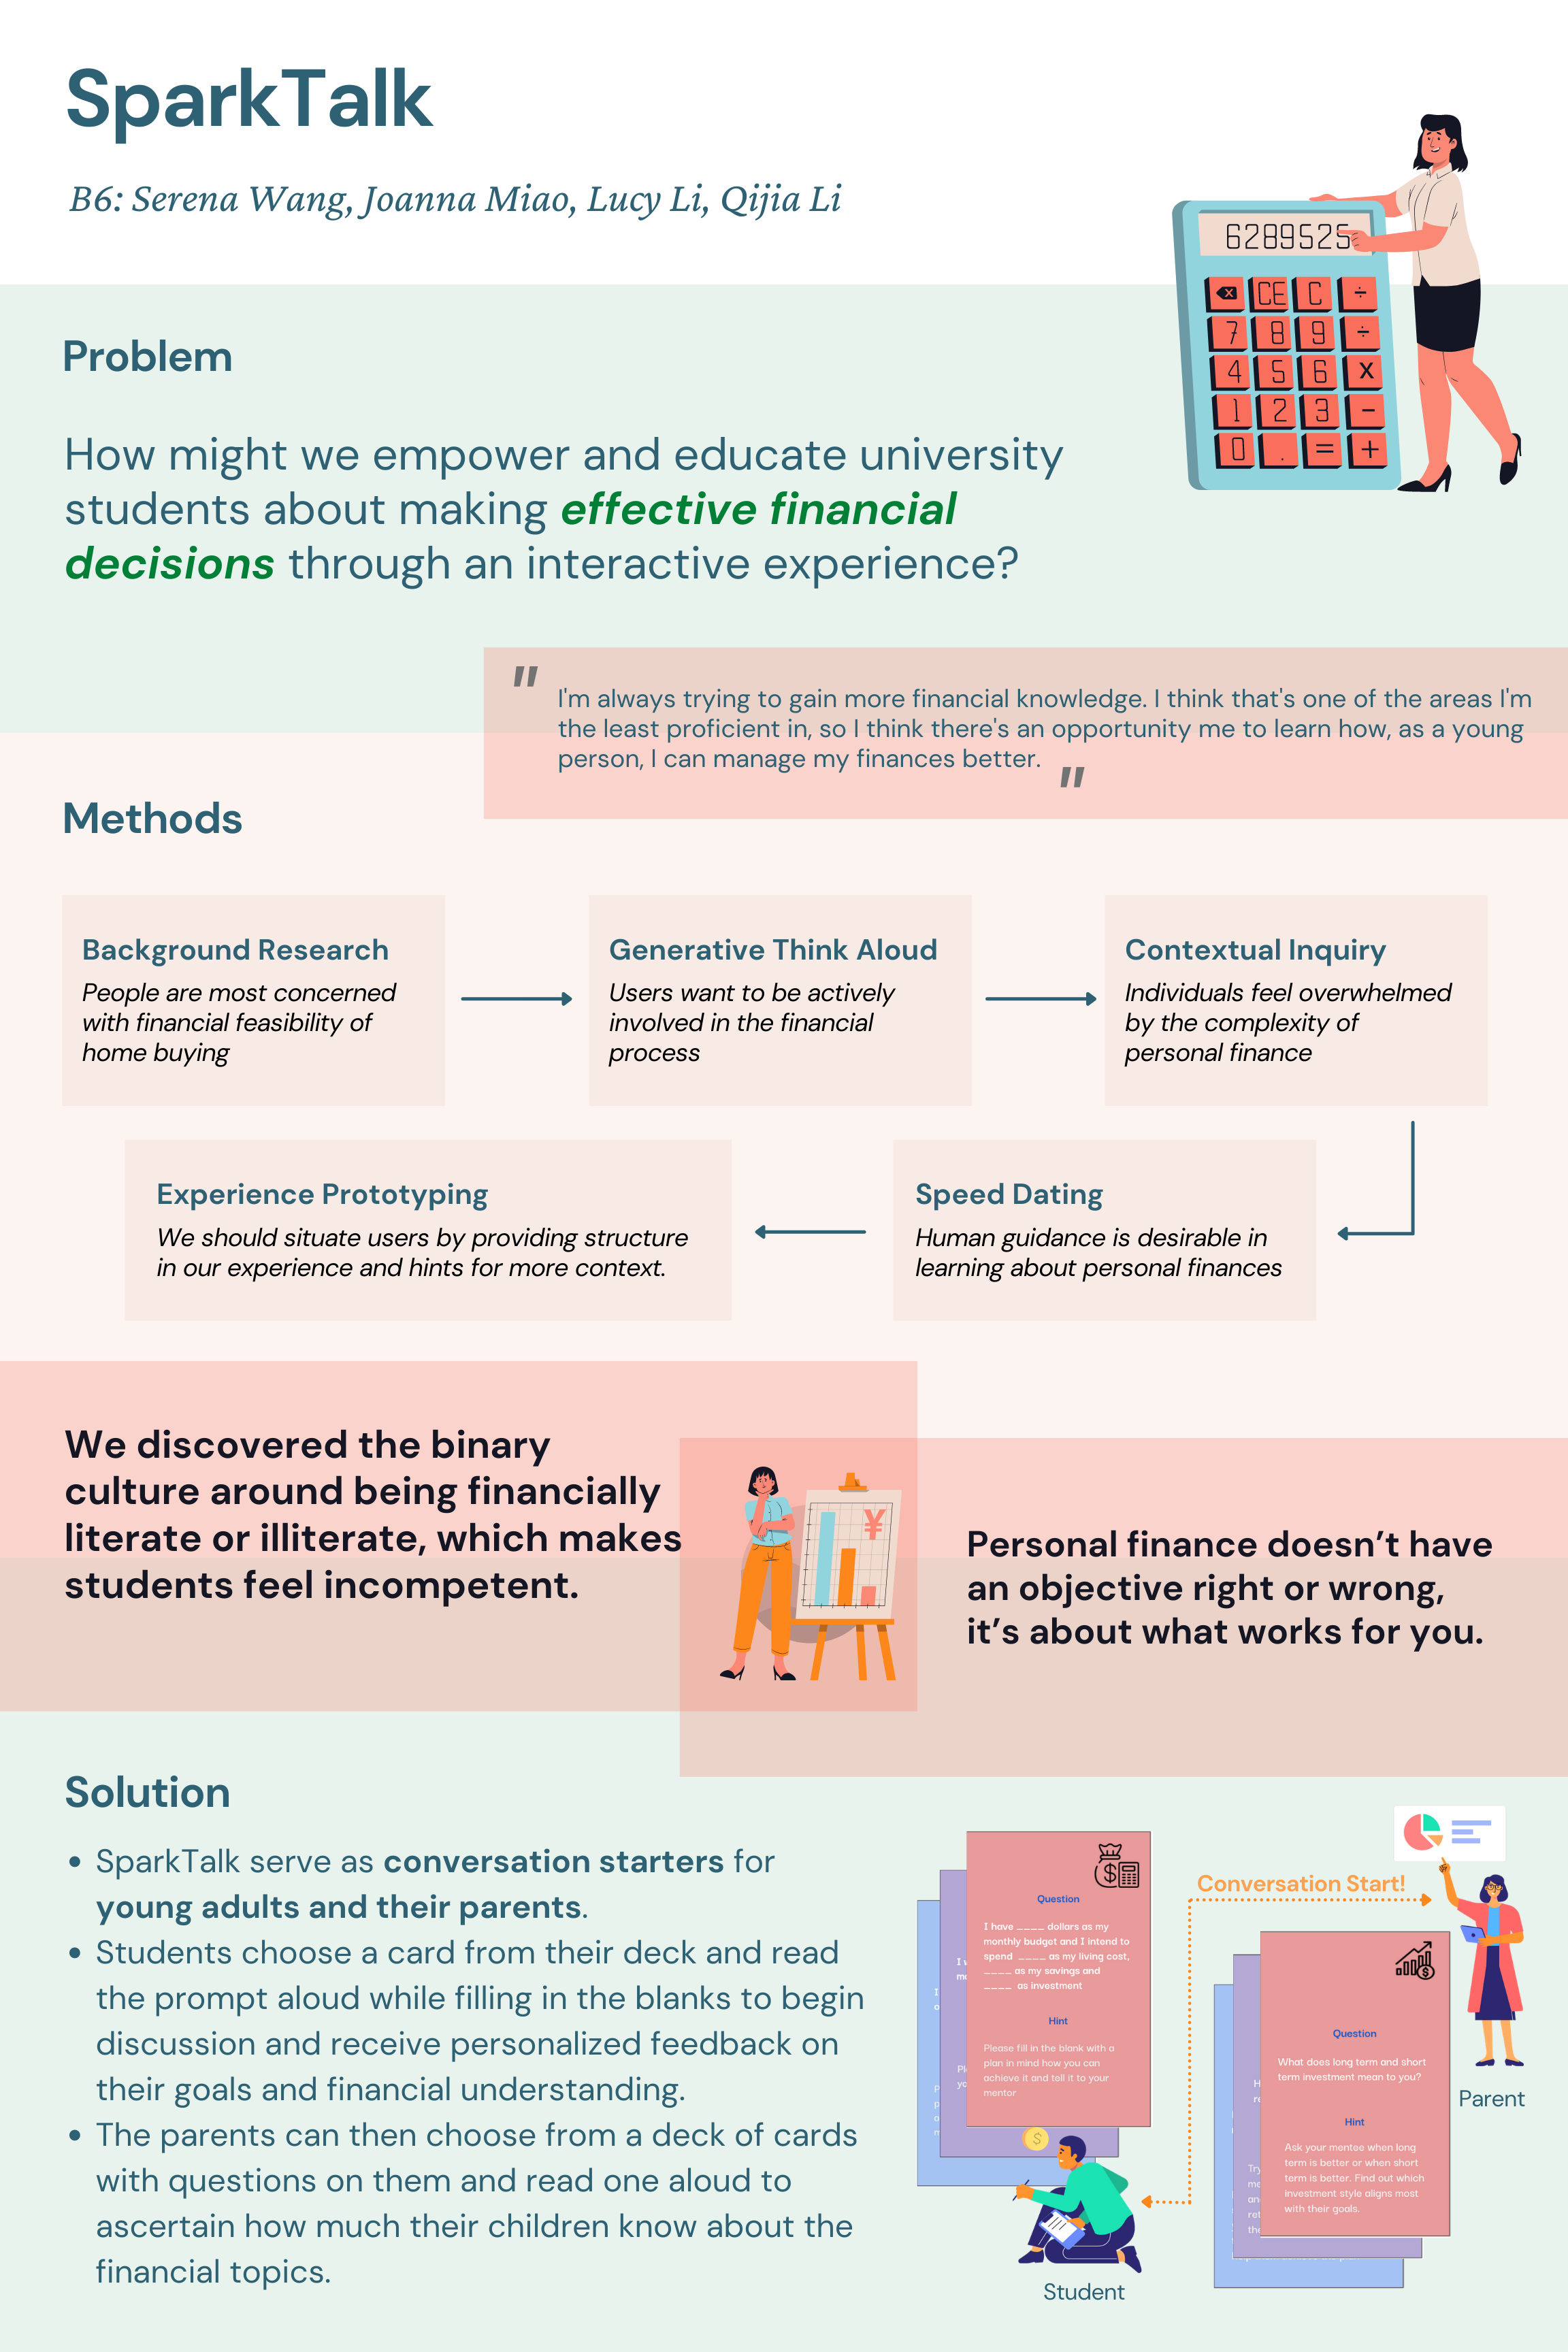 SparkTalk
B6: Serena Wang, Joanna Miao, Lucy Li, Qijia Li
6289525
CE C ÷
7 8 9 ÷
4 5 6 X
1 2 3 −
0 . = +
Problem
How might we empower and educate university
students about making effective financial
decisions through an interactive experience?
"
I'm always trying to gain more financial knowledge. I think that's one of the areas I'm
the least proficient in, so I think there's an opportunity me to learn how, as a young
person, I can manage my finances better.
"
Methods
Background Research
People are most concerned
with financial feasibility of
home buying
Generative Think Aloud
Users want to be actively
involved in the financial
process
Contextual Inquiry
Individuals feel overwhelmed
by the complexity of
personal finance
Speed Dating
Human guidance is desirable in
learning about personal finances
Experience Prototyping
We should situate users by providing structure
in our experience and hints for more context.
We discovered the binary
culture around being financially
literate or illiterate, which makes
students feel incompetent.
¥
Personal finance doesn’t have
an objective right or wrong,
it’s about what works for you.
Solution
• SparkTalk serve as conversation starters for
young adults and their parents.
• Students choose a card from their deck and read
the prompt aloud while filling in the blanks to begin
discussion and receive personalized feedback on
their goals and financial understanding.
• The parents can then choose from a deck of cards
with questions on them and read one aloud to
ascertain how much their children know about the
financial topics.
$
Question
I have ____ dollars as my
monthly budget and I intend to
spend ____ as my living cost,
____ as my savings and
____ as investment
Hint
Please fill in the blank with a
plan in mind how you can
achieve it and tell it to your
mentor
$
Student
Conversation Start!
$
Question
What does long term and short
term investment mean to you?
Hint
Ask your mentee when long
term is better or when short
term is better. Find out which
investment style aligns most
with their goals.
Parent